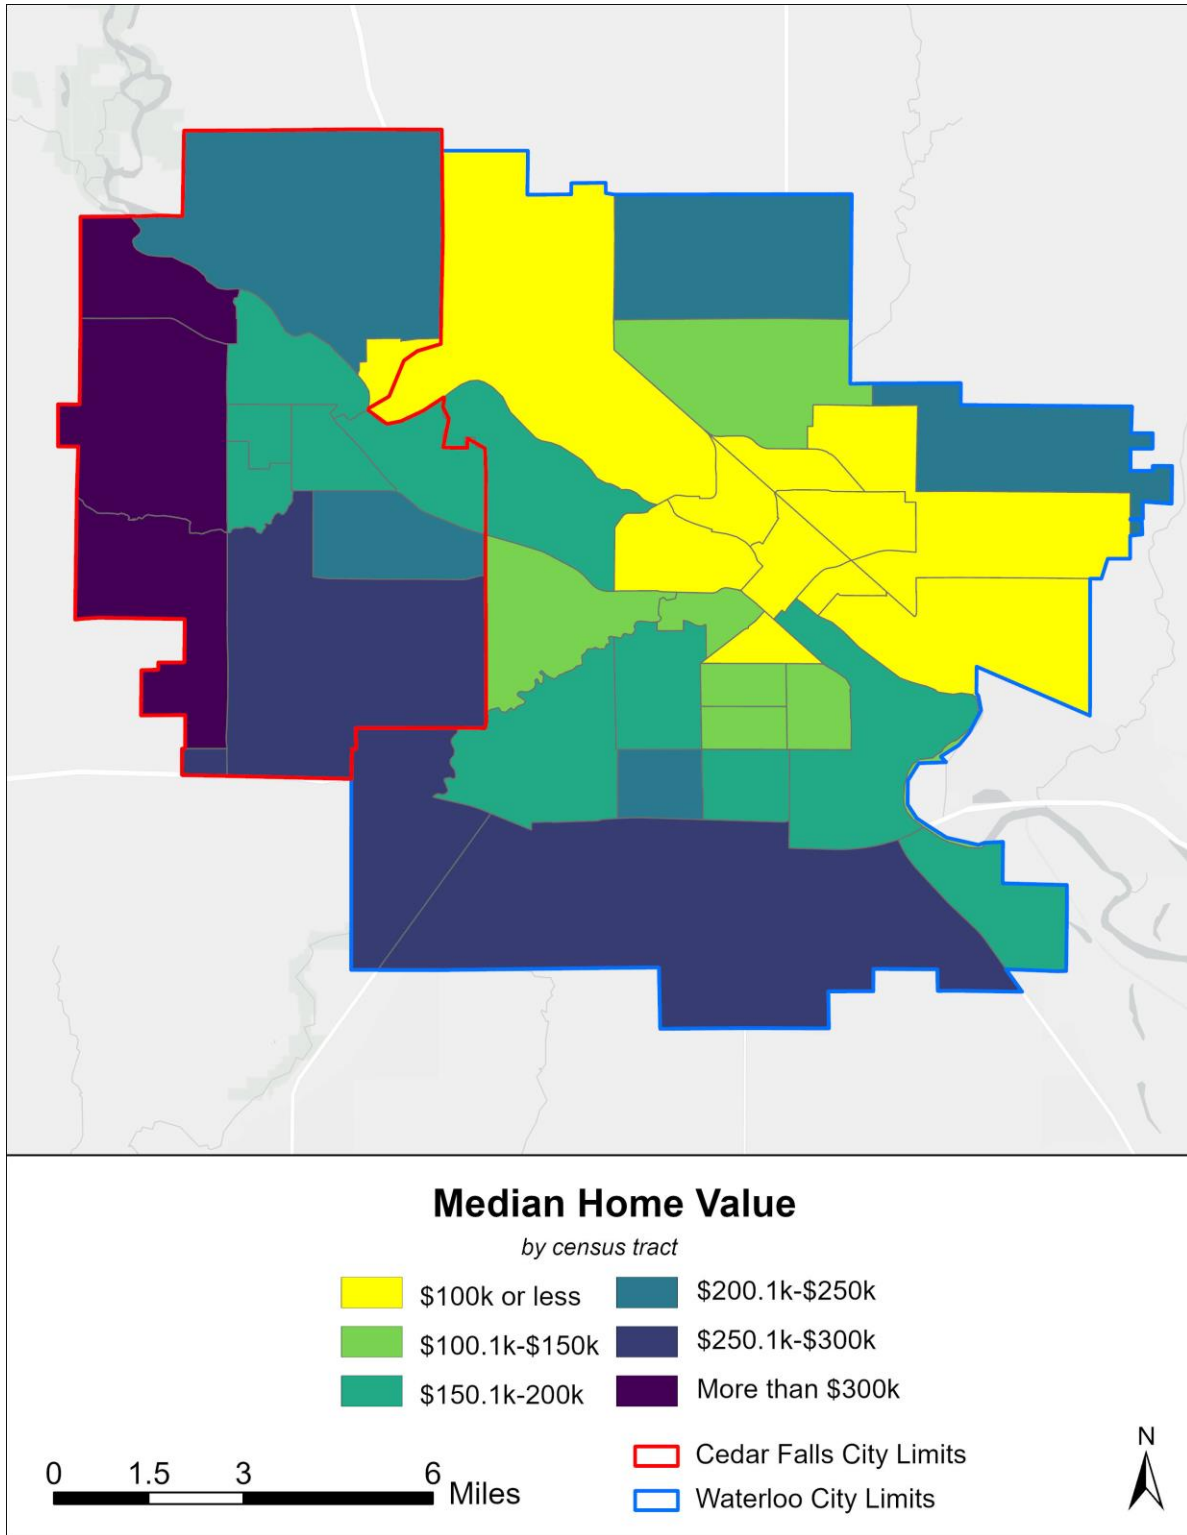 Median Home Value
by census tract
$100k or less
$200.1k-$250k
$100.1k-$150k
$250.1k-$300k
$150.1k-200k
More than $300k
Cedar Falls City Limits
Waterloo City Limits
0 1.5 3 6 Miles
N